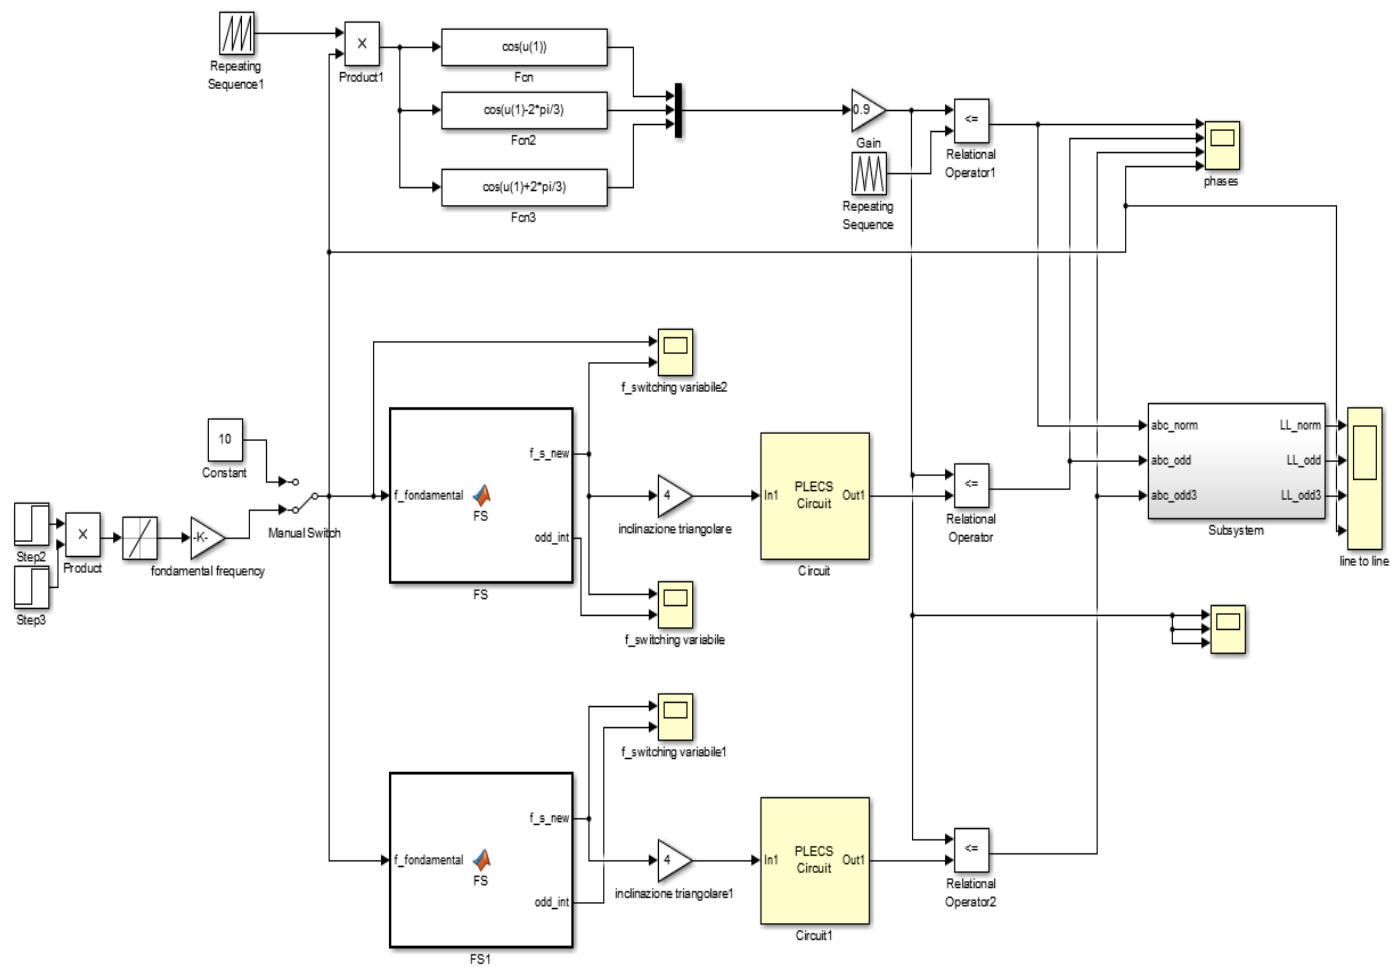 Repeating
Sequence1
X
Product1
cos(u(1))
Fcn
cos(u(1)-2*pi/3)
Fcn2
cos(u(1)+2*pi/3)
Fcn3
0.9
Gain
Repeating
Sequence
<=
Relational
Operator1
phases
f_switching variabile2
10
Constant
Manual Switch
Step2
Step3
X
Product
-K-
fondamental frequency
f_fondamental
FS
f_s_new
odd_int
FS
4
inclinazione triangolare
In1
PLECS
Circuit
Out1
Circuit
f_switching variabile
<=
Relational
Operator
abc_norm
abc_odd
abc_odd3
LL_norm
LL_odd
LL_odd3
Subsystem
line to line
f_switching variabile1
f_fondamental
FS
f_s_new
odd_int
FS1
4
inclinazione triangolare1
In1
PLECS
Circuit
Out1
Circuit1
<=
Relational
Operator2